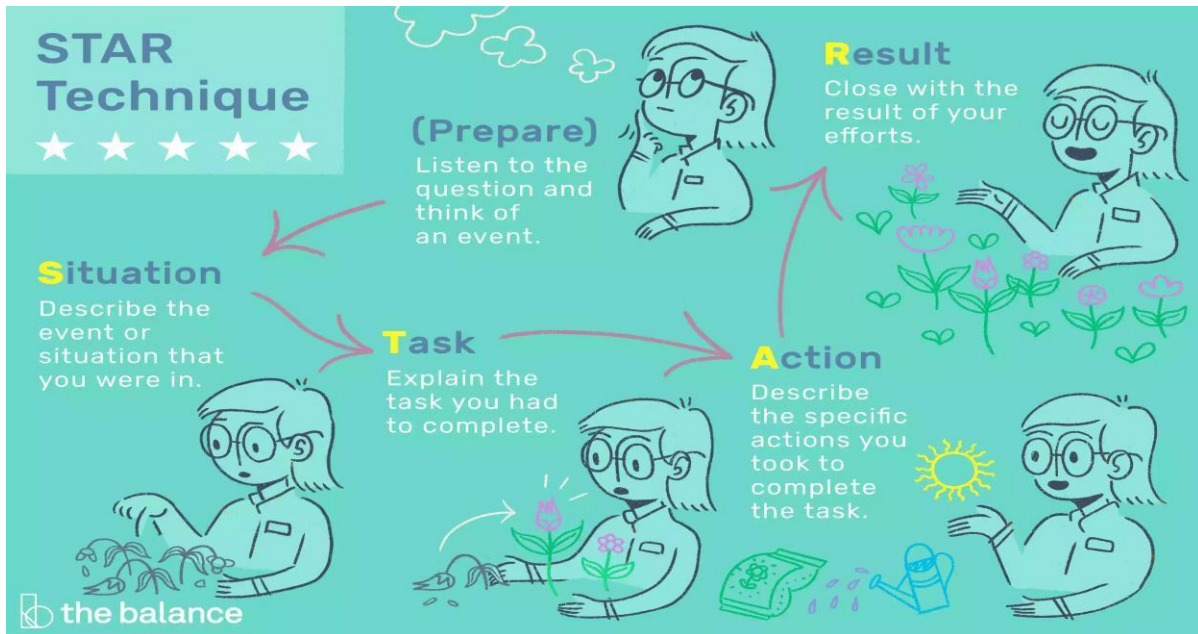 STAR
Technique
(Prepare)
Listen to the
question and
think of
an event.
Situation
Describe the
event or
situation that
you were in.
Task
Explain the
task you had
to complete.
Action
Describe
the specific
actions you
took to
complete
the task.
Result
Close with the
result of your
efforts.
the balance